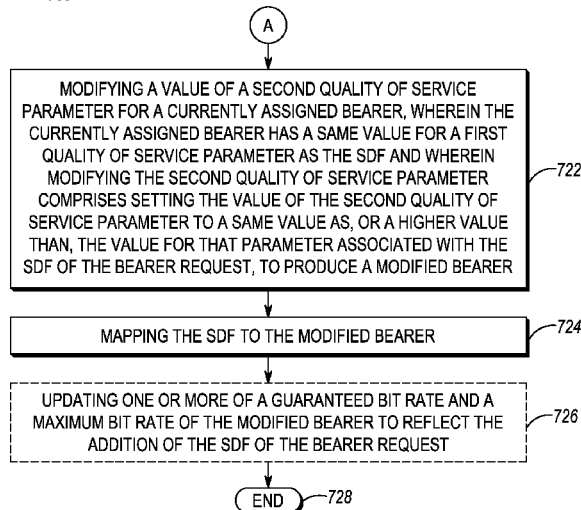 A
MODIFYING A VALUE OF A SECOND QUALITY OF SERVICE
PARAMETER FOR A CURRENTLY ASSIGNED BEARER, WHEREIN THE
CURRENTLY ASSIGNED BEARER HAS A SAME VALUE FOR A FIRST
QUALITY OF SERVICE PARAMETER AS THE SDF AND WHEREIN
MODIFYING THE SECOND QUALITY OF SERVICE PARAMETER
COMPRISES SETTING THE VALUE OF THE SECOND QUALITY OF
SERVICE PARAMETER TO A SAME VALUE AS, OR A HIGHER VALUE
THAN, THE VALUE FOR THAT PARAMETER ASSOCIATED WITH THE
SDF OF THE BEARER REQUEST, TO PRODUCE A MODIFIED BEARER
722
MAPPING THE SDF TO THE MODIFIED BEARER
724
UPDATING ONE OR MORE OF A GUARANTEED BIT RATE AND A
MAXIMUM BIT RATE OF THE MODIFIED BEARER TO REFLECT THE
ADDITION OF THE SDF OF THE BEARER REQUEST
726
END
728